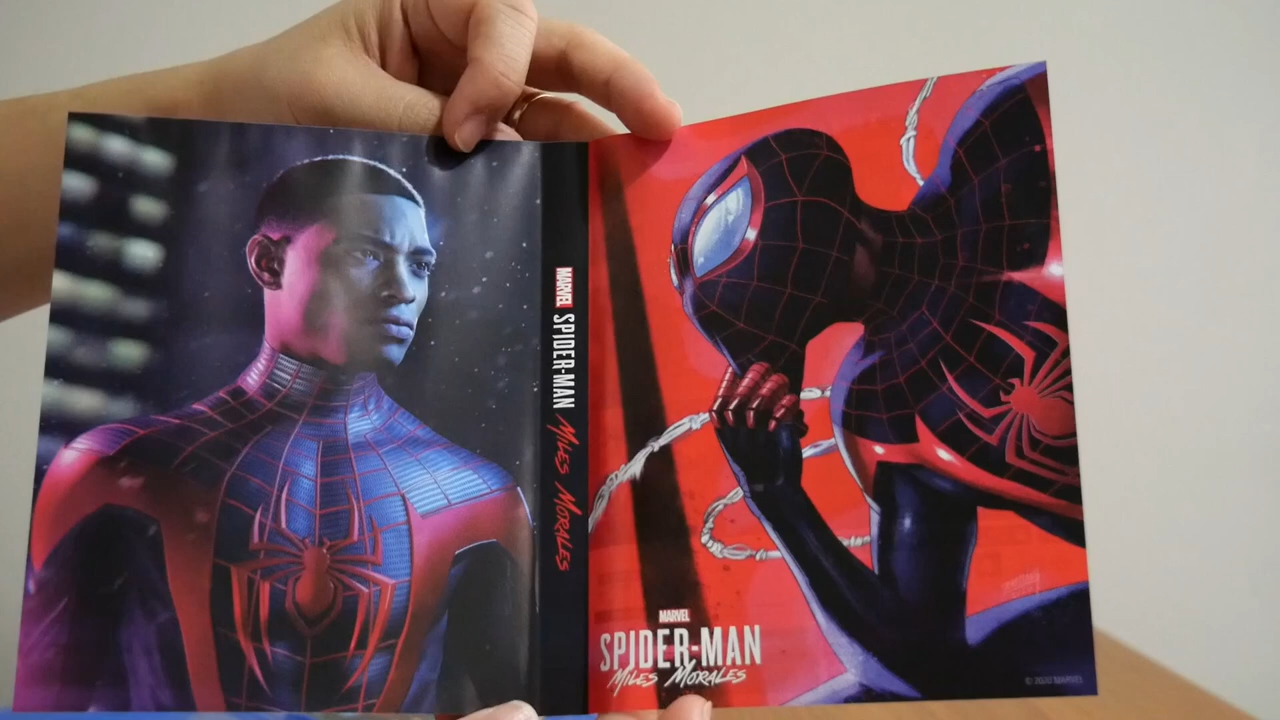 MARVEL SPIDER-MAN MILES MORALES
MARVEL
SPIDER-MAN
MILES MORALES
© 2020 MARVEL